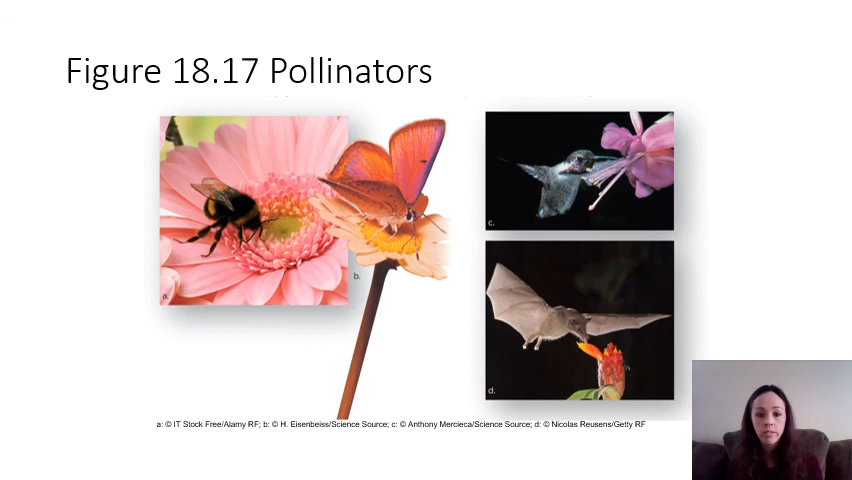 Figure 18.17 Pollinators
a.
b.
c.
d.
a: © IT Stock Free/Alamy RF; b: © H. Eisenbeiss/Science Source; c: © Anthony Mercieca/Science Source; d: © Nicolas Reusens/Getty RF